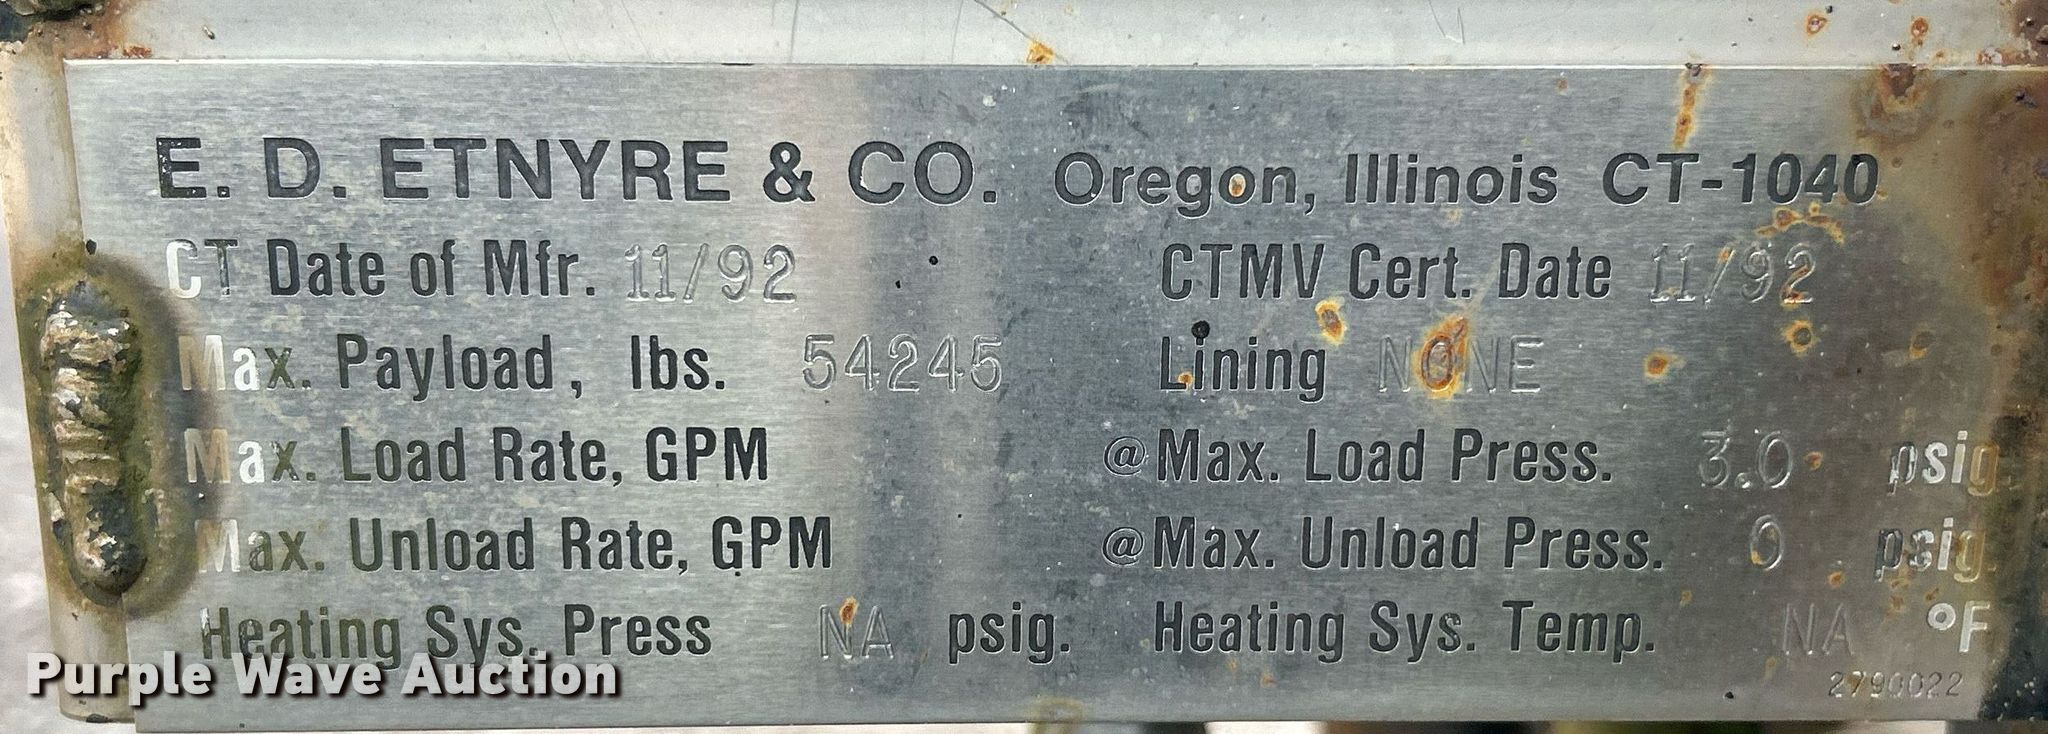 E. D. ETNYRE & CO. Oregon, Illinois CT-1040
CT Date of Mfr. 11/92 CTMV Cert. Date 11/92
Max. Payload, lbs. 54245 Lining NONE
Max. Load Rate, GPM @Max. Load Press. 3.0 psig.
Max. Unload Rate, GPM @Max. Unload Press. 0 psig.
Heating Sys. Press NA psig. Heating Sys. Temp. NA °F
2790022
Purple Wave Auction